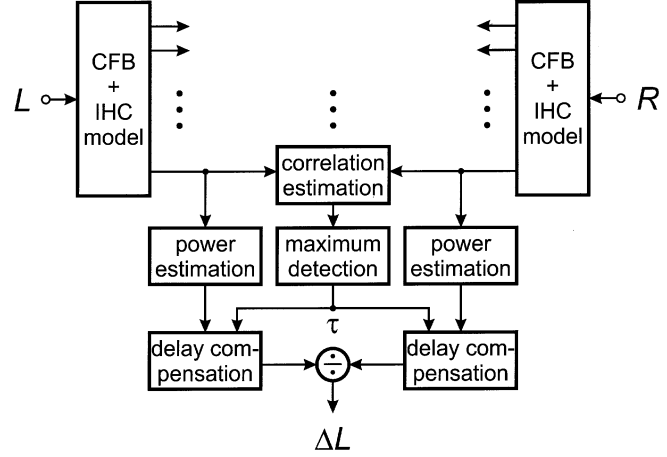 CFB
+
IHC
model
L
CFB
+
IHC
model
R
correlation
estimation
power
estimation
maximum
detection
power
estimation
τ
delay com-
pensation
÷
delay com-
pensation
ΔL